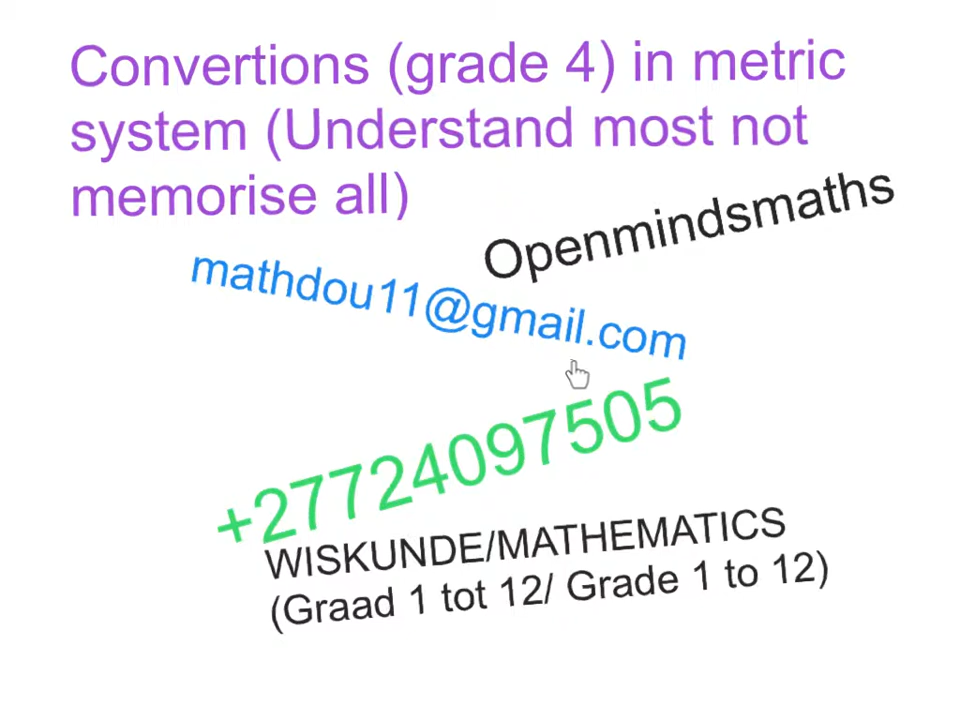 Convertions (grade 4) in metric
system (Understand most not
memorise all)
Openmindsmaths
mathdou11@gmail.com
+27724097505
WISKUNDE/MATHEMATICS
(Graad 1 tot 12/ Grade 1 to 12)